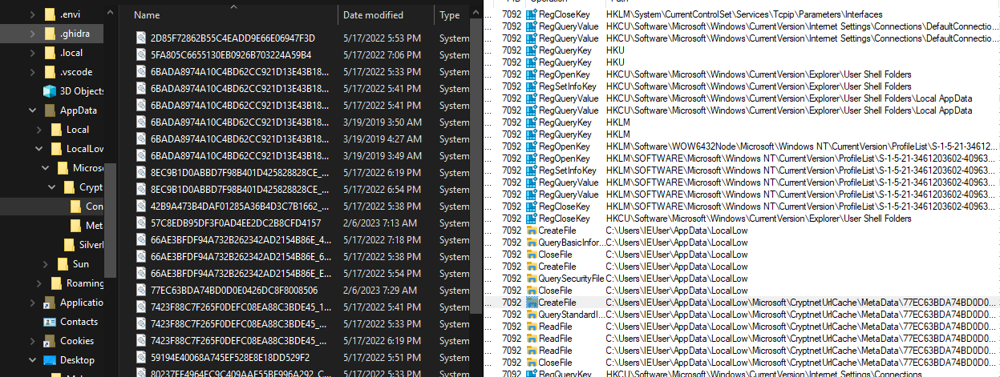 .envi
.ghidra
.local
.vscode
3D Objects
AppData
Local
LocalLow
Microso
Crypt
Con
Met
Silverl
Sun
Roaming
Application
Contacts
Cookies
Desktop
Name Date modified Type
2D85F72862B55C4EADD9E66E06947F3D 5/17/2022 5:53 PM System
5FA805C6655130EB0926B703224A59B4 5/17/2022 7:06 PM System
6BADA8974A10C4BD62CC921D13E43B18... 5/17/2022 5:33 PM System
6BADA8974A10C4BD62CC921D13E43B18... 5/17/2022 5:41 PM System
6BADA8974A10C4BD62CC921D13E43B18... 5/17/2022 5:41 PM System
6BADA8974A10C4BD62CC921D13E43B18... 3/19/2019 3:50 AM System
6BADA8974A10C4BD62CC921D13E43B18... 3/19/2019 4:27 AM System
6BADA8974A10C4BD62CC921D13E43B18... 3/19/2019 3:49 AM System
8EC9B1D0ABBD7F98B401D425828828CE_... 5/17/2022 6:19 PM System
8EC9B1D0ABBD7F98B401D425828828CE_... 5/17/2022 6:54 PM System
42B9A473B4DAF01285A36B4D3C7B1662_... 5/17/2022 5:38 PM System
57C8EDB95DF3F0AD4EE2DC2B8CFD4157 2/6/2023 7:13 AM System
66AE3BFDF94A732B262342AD2154B86E_4... 5/17/2022 7:18 PM System
66AE3BFDF94A732B262342AD2154B86E_6... 5/17/2022 5:38 PM System
66AE3BFDF94A732B262342AD2154B86E_E... 5/17/2022 5:54 PM System
77EC63BDA74BD0D0E0426DC8F8008506 2/6/2023 7:29 AM System
7423F88C7F265F0DEFC08EA88C3BDE45_1... 5/17/2022 5:41 PM System
7423F88C7F265F0DEFC08EA88C3BDE45_... 5/17/2022 5:33 PM System
7423F88C7F265F0DEFC08EA88C3BDE45_... 5/17/2022 6:19 PM System
59194E40068A745EF528E8E18DD529F2 5/17/2022 5:51 PM System
80237EE4964FC9C409AAF55BF996A292_C... 5/17/2022 5:33 PM System
7092 RegCloseKey HKLM\System\CurrentControlSet\Services\Tcpip\Parameters\Interfaces
7092 RegQueryValue HKCU\Software\Microsoft\Windows\CurrentVersion\Internet Settings\Connections\DefaultConnectio...
7092 RegQueryValue HKCU\Software\Microsoft\Windows\CurrentVersion\Internet Settings\Connections\DefaultConnectio...
7092 RegQueryKey HKU
7092 RegQueryKey HKU
7092 RegOpenKey HKCU\Software\Microsoft\Windows\CurrentVersion\Explorer\User Shell Folders
7092 RegSetInfoKey HKCU\Software\Microsoft\Windows\CurrentVersion\Explorer\User Shell Folders
7092 RegQueryValue HKCU\Software\Microsoft\Windows\CurrentVersion\Explorer\User Shell Folders\Local AppData
7092 RegQueryValue HKCU\Software\Microsoft\Windows\CurrentVersion\Explorer\User Shell Folders\Local AppData
7092 RegQueryKey HKLM
7092 RegQueryKey HKLM
7092 RegOpenKey HKLM\Software\WOW6432Node\Microsoft\Windows NT\CurrentVersion\ProfileList\S-1-5-21-34612...
7092 RegOpenKey HKLM\SOFTWARE\Microsoft\Windows NT\CurrentVersion\ProfileList\S-1-5-21-3461203602-40963...
7092 RegSetInfoKey HKLM\SOFTWARE\Microsoft\Windows NT\CurrentVersion\ProfileList\S-1-5-21-3461203602-40963...
7092 RegQueryValue HKLM\SOFTWARE\Microsoft\Windows NT\CurrentVersion\ProfileList\S-1-5-21-3461203602-40963...
7092 RegQueryValue HKLM\SOFTWARE\Microsoft\Windows NT\CurrentVersion\ProfileList\S-1-5-21-3461203602-40963...
7092 RegCloseKey HKLM\SOFTWARE\Microsoft\Windows NT\CurrentVersion\ProfileList\S-1-5-21-3461203602-40963...
7092 RegCloseKey HKCU\Software\Microsoft\Windows\CurrentVersion\Explorer\User Shell Folders
7092 CreateFile C:\Users\IEUser\AppData\LocalLow
7092 QueryBasicInfor... C:\Users\IEUser\AppData\LocalLow
7092 CloseFile C:\Users\IEUser\AppData\LocalLow
7092 CreateFile C:\Users\IEUser\AppData\LocalLow
7092 QuerySecurityFile C:\Users\IEUser\AppData\LocalLow
7092 CloseFile C:\Users\IEUser\AppData\LocalLow
7092 CreateFile C:\Users\IEUser\AppData\LocalLow\Microsoft\CryptnetUrlCache\MetaData\77EC63BDA74BD0D0...
7092 QueryStandardI... C:\Users\IEUser\AppData\LocalLow\Microsoft\CryptnetUrlCache\MetaData\77EC63BDA74BD0D0...
7092 ReadFile C:\Users\IEUser\AppData\LocalLow\Microsoft\CryptnetUrlCache\MetaData\77EC63BDA74BD0D0...
7092 ReadFile C:\Users\IEUser\AppData\LocalLow\Microsoft\CryptnetUrlCache\MetaData\77EC63BDA74BD0D0...
7092 ReadFile C:\Users\IEUser\AppData\LocalLow\Microsoft\CryptnetUrlCache\MetaData\77EC63BDA74BD0D0...
7092 CloseFile C:\Users\IEUser\AppData\LocalLow\Microsoft\CryptnetUrlCache\MetaData\77EC63BDA74BD0D0...
7092 RegCloseKey HKCU\Software\Microsoft\Windows\CurrentVersion\Internet Settings\Connections